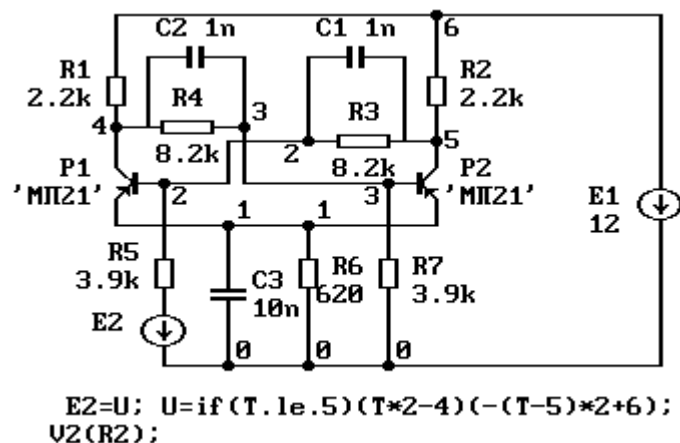 C2 1n C1 1n 6
R1 R2
2.2k R4 R3 2.2k
4 3 2 5
8.2k 8.2k
P1 P2
'МП21' 2 3 'МП21'
E1
1 1 12
R5 R6 R7
3.9k C3 620 3.9k
10n
E2
0 0 0
E2=U; U=if(T.le.5)(T*2-4)(-(T-5)*2+6);
V2(R2);